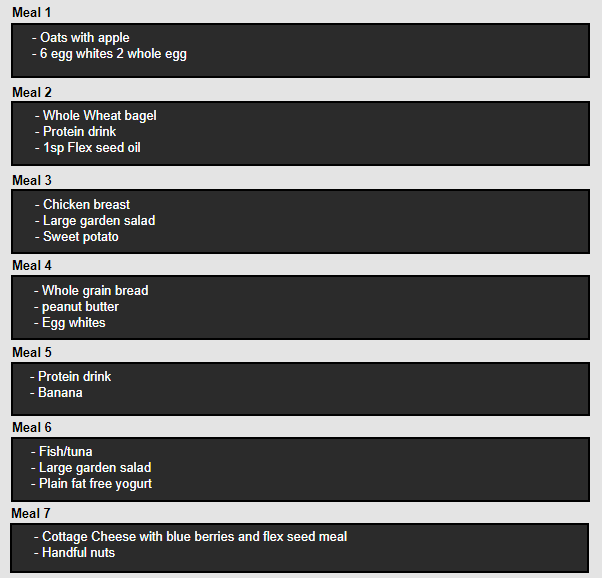 Meal 1
- Oats with apple
- 6 egg whites 2 whole egg
Meal 2
- Whole Wheat bagel
- Protein drink
- 1sp Flex seed oil
Meal 3
- Chicken breast
- Large garden salad
- Sweet potato
Meal 4
- Whole grain bread
- peanut butter
- Egg whites
Meal 5
- Protein drink
- Banana
Meal 6
- Fish/tuna
- Large garden salad
- Plain fat free yogurt
Meal 7
- Cottage Cheese with blue berries and flex seed meal
- Handful nuts